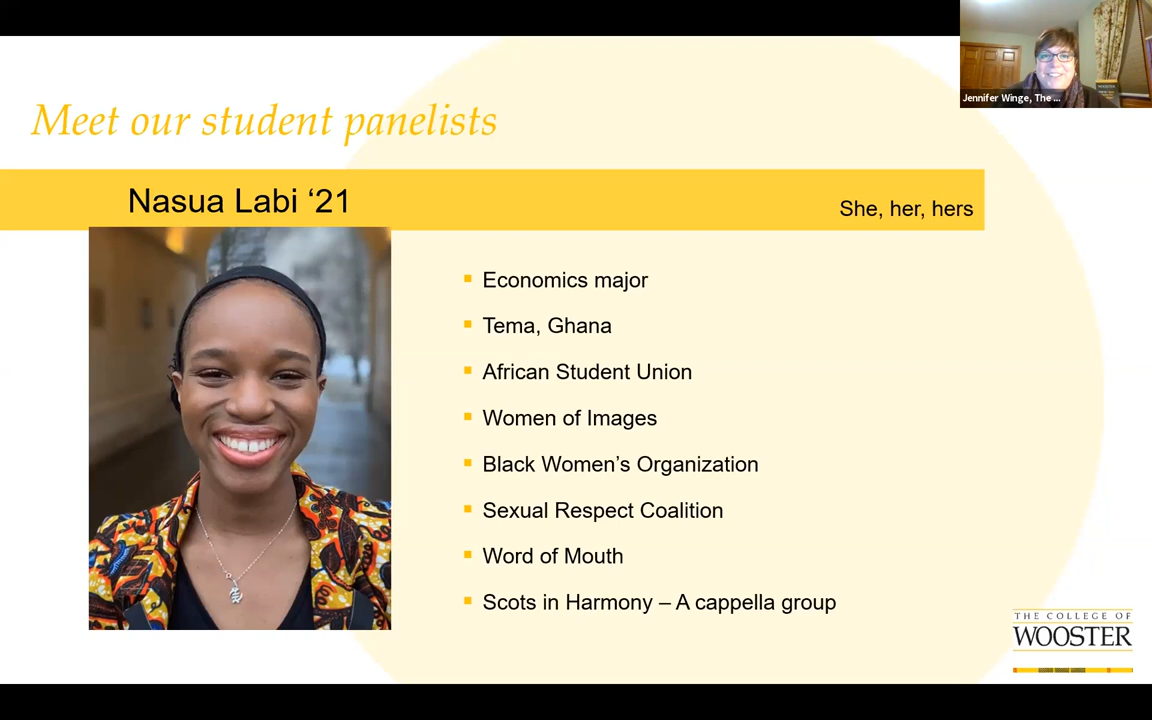 Jennifer Winge, The ...
Meet our student panelists
Nasua Labi ‘21
She, her, hers
Economics major
Tema, Ghana
African Student Union
Women of Images
Black Women’s Organization
Sexual Respect Coalition
Word of Mouth
Scots in Harmony – A cappella group
THE COLLEGE OF
WOOSTER